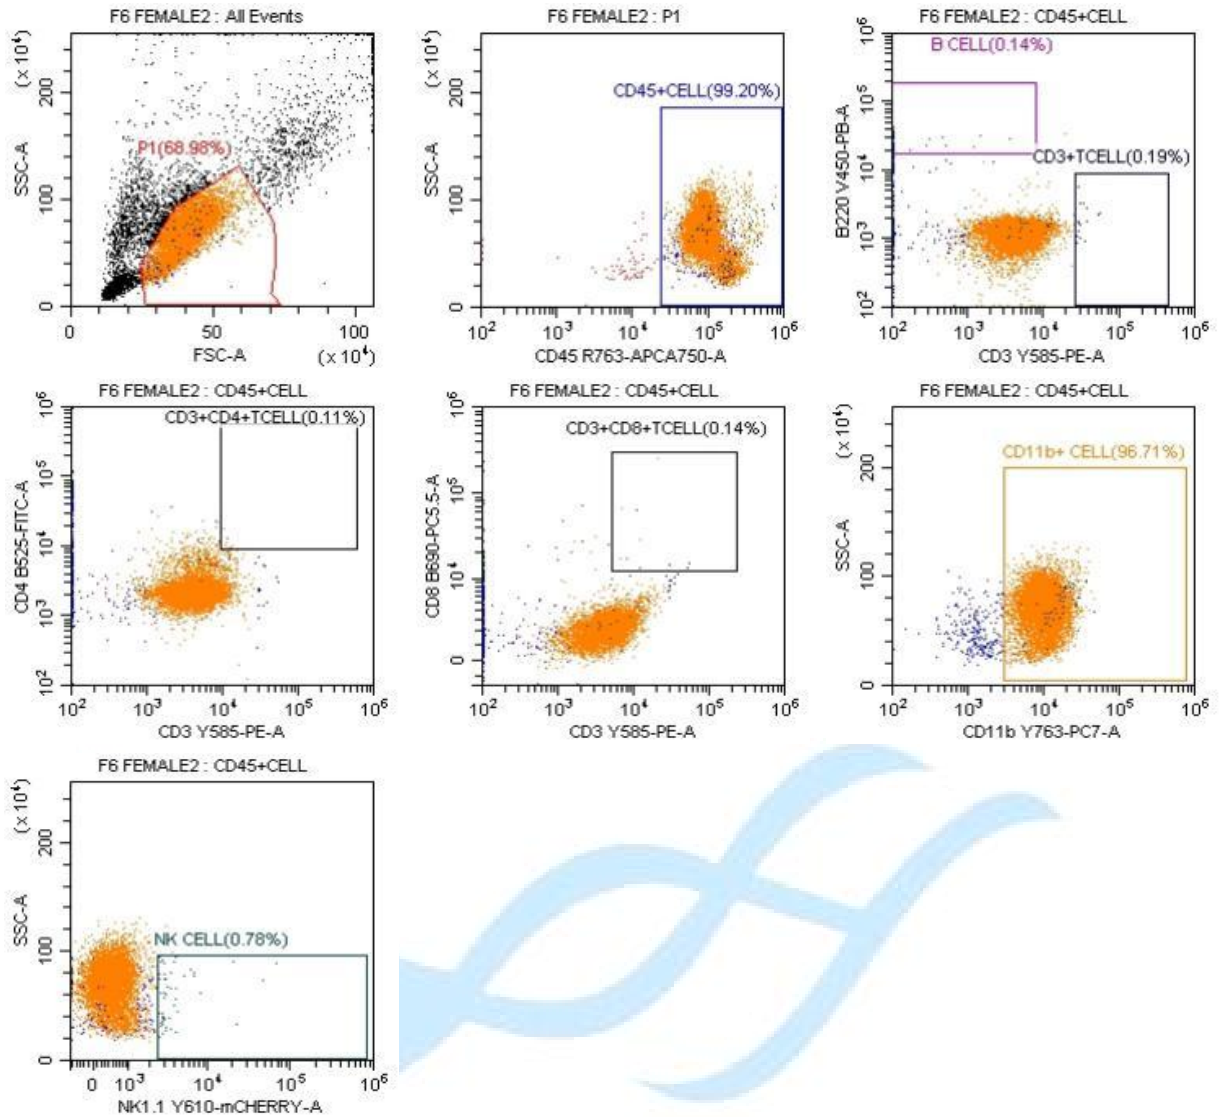 F6 FEMALE2 : All Events
(x 10⁴)
SSC-A
200
100
0
P1(68.98%)
0 50 100
FSC-A (x 10⁴)
F6 FEMALE2 : P1
(x 10⁴)
SSC-A
200
100
0
CD45+CELL(99.20%)
10² 10³ 10⁴ 10⁵ 10⁶
CD45 R763-APCA750-A
F6 FEMALE2 : CD45+CELL
B220 V450-PB-A
10⁶
10⁵
10⁴
10³
10²
B CELL(0.14%)
CD3+TCELL(0.19%)
10² 10³ 10⁴ 10⁵ 10⁶
CD3 Y585-PE-A
F6 FEMALE2 : CD45+CELL
CD4 B525-FITC-A
10⁶
10⁵
10⁴
10³
10²
CD3+CD4+TCELL(0.11%)
10² 10³ 10⁴ 10⁵ 10⁶
CD3 Y585-PE-A
F6 FEMALE2 : CD45+CELL
CD8 B690-PC5.5-A
10⁶
10⁵
10⁴
0
CD3+CD8+TCELL(0.14%)
10² 10³ 10⁴ 10⁵ 10⁶
CD3 Y585-PE-A
F6 FEMALE2 : CD45+CELL
(x 10⁴)
SSC-A
200
100
0
CD11b+ CELL(96.71%)
10² 10³ 10⁴ 10⁵ 10⁶
CD11b Y763-PC7-A
F6 FEMALE2 : CD45+CELL
(x 10⁴)
SSC-A
200
100
0
NK CELL(0.78%)
0 10³ 10⁴ 10⁵ 10⁶
NK1.1 Y610-mCHERRY-A